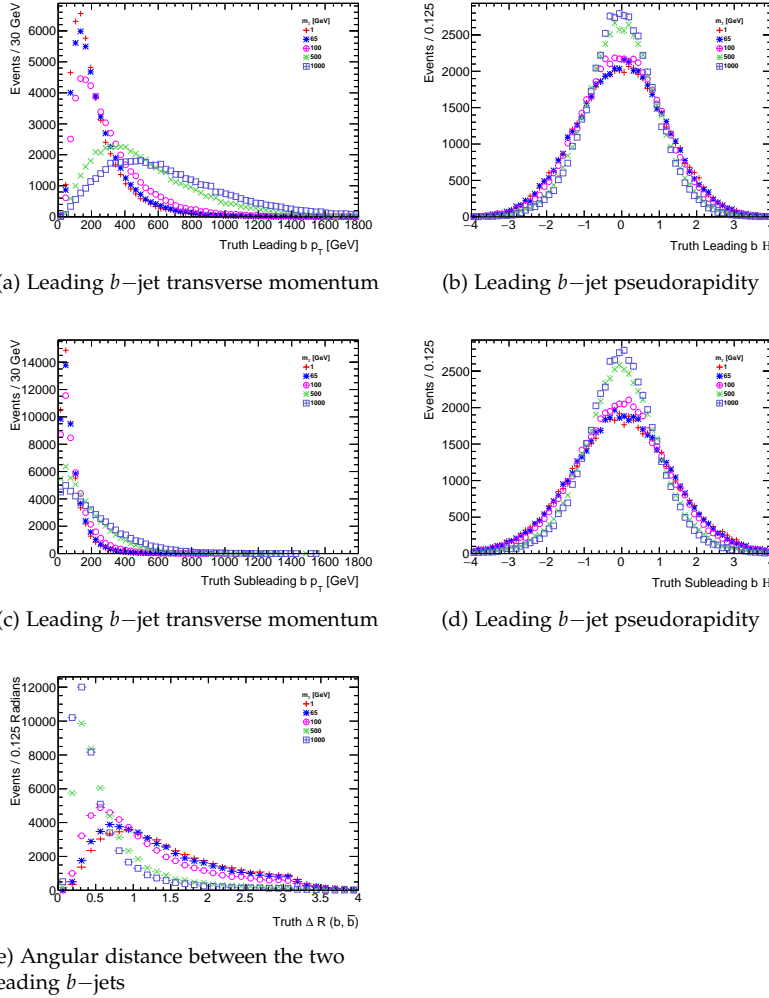 Events / 30 GeV
6000
5000
4000
3000
2000
1000
0
m [GeV]
1
65
100
500
1000
0 200 400 600 800 1000 1200 1400 1600 1800
Truth Leading b pT [GeV]
Events / 0.125
2500
2000
1500
1000
500
0
m [GeV]
1
65
100
500
1000
−4 −3 −2 −1 0 1 2 3
Truth Leading b
a) Leading b−jet transverse momentum
(b) Leading b−jet pseudorapidity
Events / 30 GeV
14000
12000
10000
8000
6000
4000
2000
0
m [GeV]
1
65
100
500
1000
0 200 400 600 800 1000 1200 1400 1600 1800
Truth Subleading b pT [GeV]
Events / 0.125
2500
2000
1500
1000
500
0
m [GeV]
1
65
100
500
1000
−4 −3 −2 −1 0 1 2 3
Truth Subleading b
c) Leading b−jet transverse momentum
(d) Leading b−jet pseudorapidity
Events / 0.125 Radians
12000
10000
8000
6000
4000
2000
0
m [GeV]
1
65
100
500
1000
0 0.5 1 1.5 2 2.5 3 3.5 4
Truth Δ R (b, b̅)
e) Angular distance between the two
eading b−jets